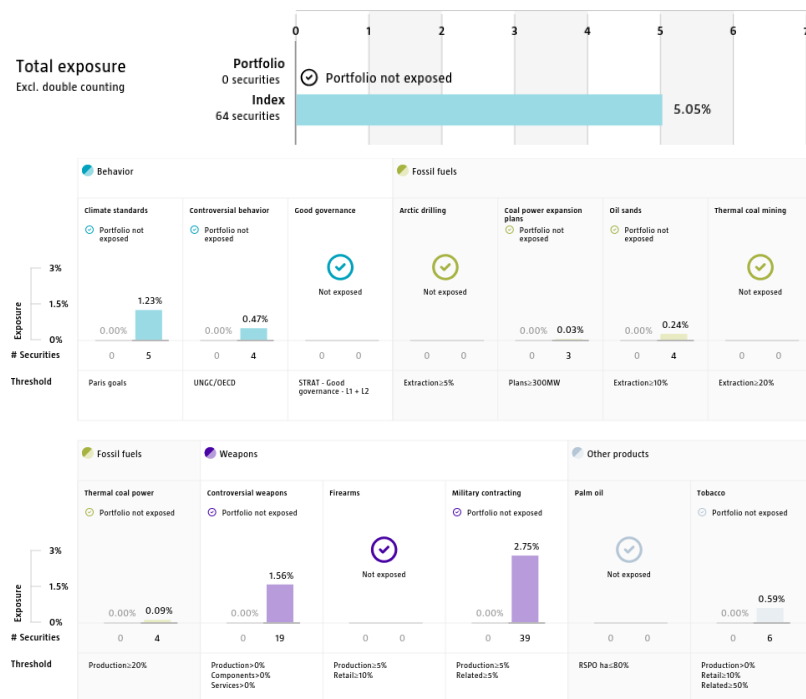 0 1 2 3 4 5 6 7
Total exposure
Excl. double counting
Portfolio
0 securities
Portfolio not exposed
Index
64 securities
5.05%
Behavior
Fossil fuels
Climate standards
Controversial behavior
Good governance
Arctic drilling
Coal power expansion
plans
Oil sands
Thermal coal mining
Portfolio not
exposed
Portfolio not
exposed
Portfolio not
exposed
Portfolio not
exposed
Not exposed
Not exposed
Not exposed
Exposure
3%
1.5%
0%
0.00% 1.23%
0.00% 0.47%
0.00% 0.03%
0.00% 0.24%
# Securities 0 5 0 4 0 0 0 0 0 3 0 4 0 0
Threshold
Paris goals
UNGC/OECD
STRAT - Good
governance - L1 + L2
Extraction≥5%
Plans≥300MW
Extraction≥10%
Extraction≥20%
Fossil fuels
Weapons
Other products
Thermal coal power
Controversial weapons
Firearms
Military contracting
Palm oil
Tobacco
Portfolio not exposed
Portfolio not exposed
Portfolio not exposed
Portfolio not exposed
Not exposed
Not exposed
Exposure
3%
1.5%
0%
0.00% 0.09%
0.00% 1.56%
0.00% 2.75%
0.00% 0.59%
# Securities 0 4 0 19 0 0 0 39 0 0 0 6
Threshold
Production≥20%
Production>0%
Components>0%
Services>0%
Production≥5%
Retail≥10%
Production≥5%
Related≥5%
RSPO ha≤80%
Production>0%
Retail≥10%
Related≥50%